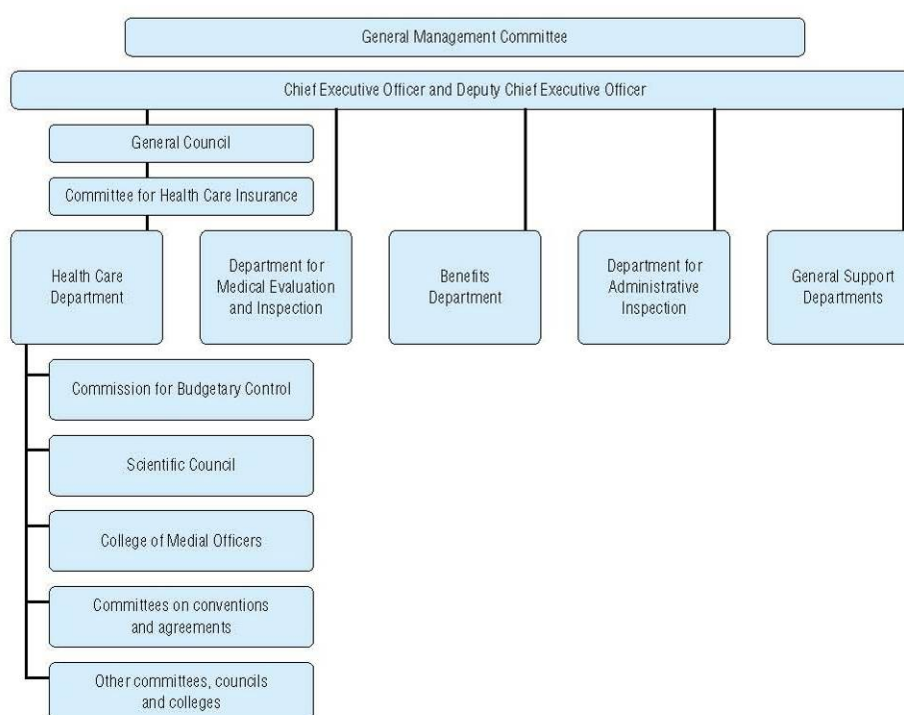 General Management Committee
Chief Executive Officer and Deputy Chief Executive Officer
General Council
Committee for Health Care Insurance
Health Care
Department
Department for
Medical Evaluation
and Inspection
Benefits
Department
Department for
Administrative
Inspection
General Support
Departments
Commission for Budgetary Control
Scientific Council
College of Medial Officers
Committees on conventions
and agreements
Other committees, councils
and colleges